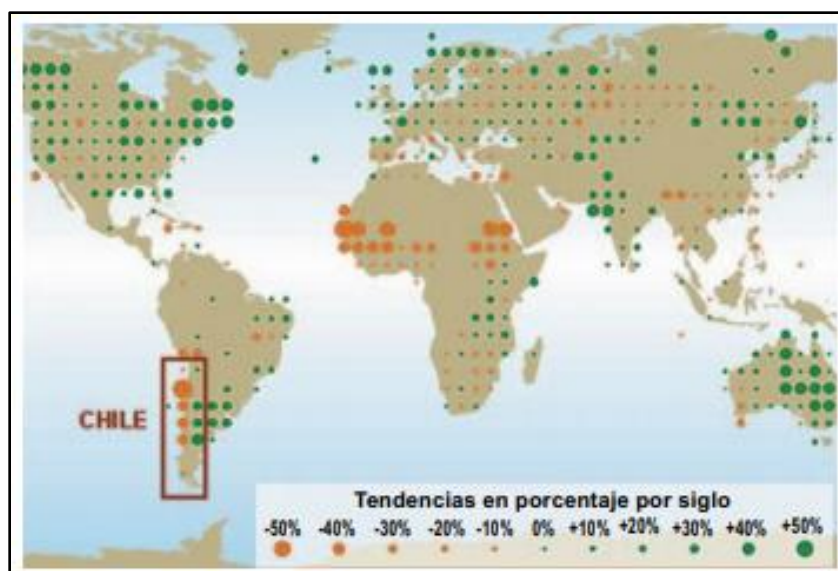 CHILE
Tendencias en porcentaje por siglo
-50% -40% -30% -20% -10% 0% +10% +20% +30% +40% +50%